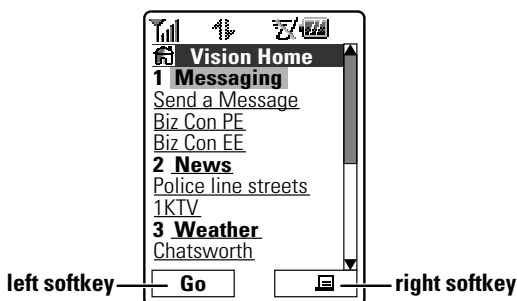 Vision Home
1 Messaging
Send a Message
Biz Con PE
Biz Con EE
2 News
Police line streets
1KTV
3 Weather
Chatsworth
left softkey Go right softkey